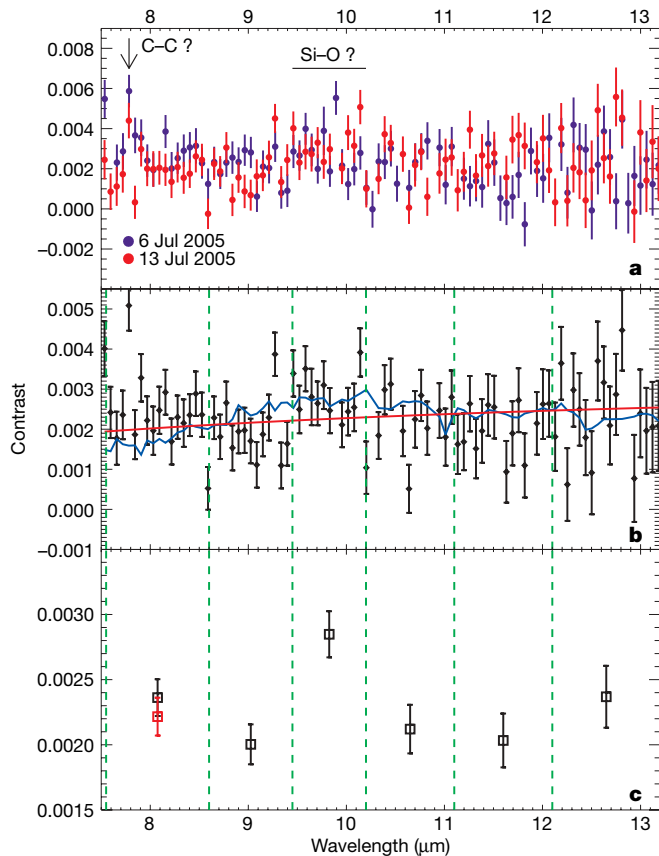 8 9 10 11 12 13
C–C ?
Si–O ?
0.008
0.006
0.004
0.002
0.000
−0.002
6 Jul 2005
13 Jul 2005
a
0.005
0.004
0.003
0.002
0.001
0.000
−0.001
Contrast
b
0.0030
0.0025
0.0020
0.0015
c
8 9 10 11 12 13
Wavelength (μm)